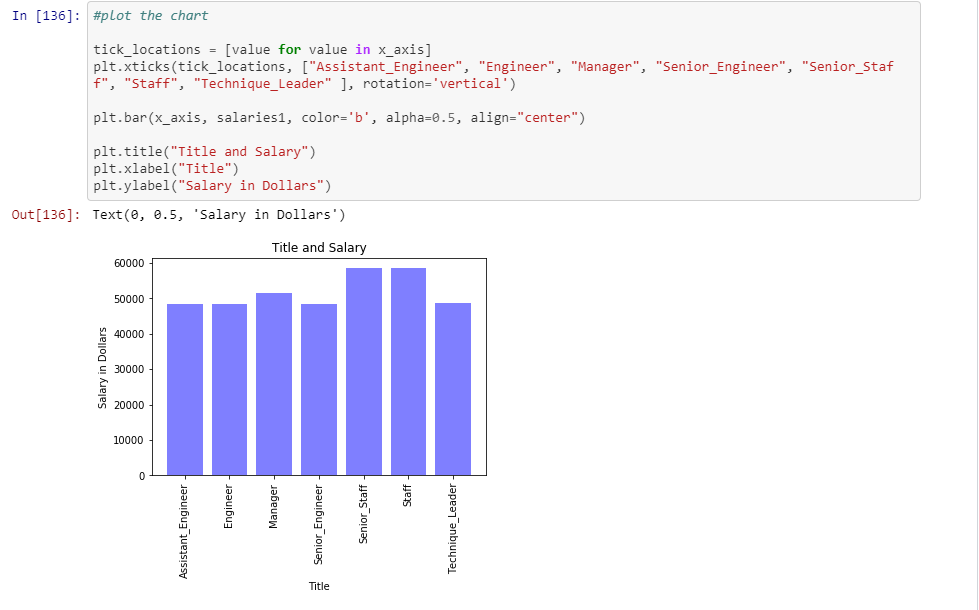 In [136]: #plot the chart
tick_locations = [value for value in x_axis]
plt.xticks(tick_locations, ["Assistant_Engineer", "Engineer", "Manager", "Senior_Engineer", "Senior_Staf
f", "Staff", "Technique_Leader" ], rotation='vertical')
plt.bar(x_axis, salaries1, color='b', alpha=0.5, align="center")
plt.title("Title and Salary")
plt.xlabel("Title")
plt.ylabel("Salary in Dollars")
Out[136]: Text(0, 0.5, 'Salary in Dollars')
Title and Salary
Salary in Dollars
60000
50000
40000
30000
20000
10000
0
Assistant_Engineer
Engineer
Manager
Senior_Engineer
Senior_Staff
Staff
Technique_Leader
Title